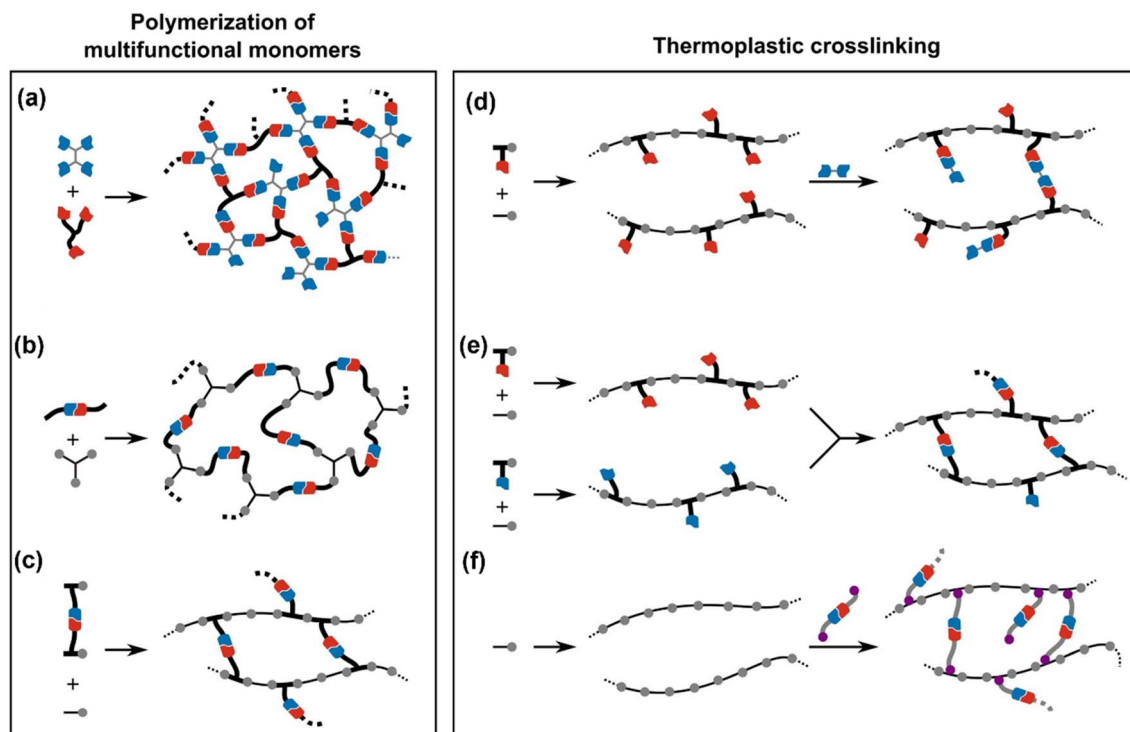 Polymerization of
multifunctional monomers
Thermoplastic crosslinking
(a)
+
(b)
+
(c)
+
(d)
+
(e)
+
+
(f)